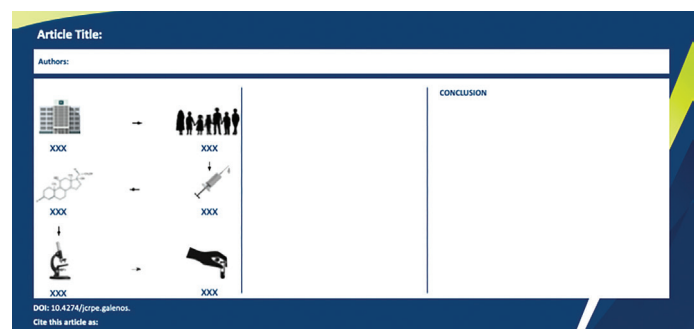 Article Title:
Authors:
CONCLUSION
XXX XXX
XXX XXX
XXX XXX
DOI: 10.4274/jcrpe.galenos.
Cite this article as: